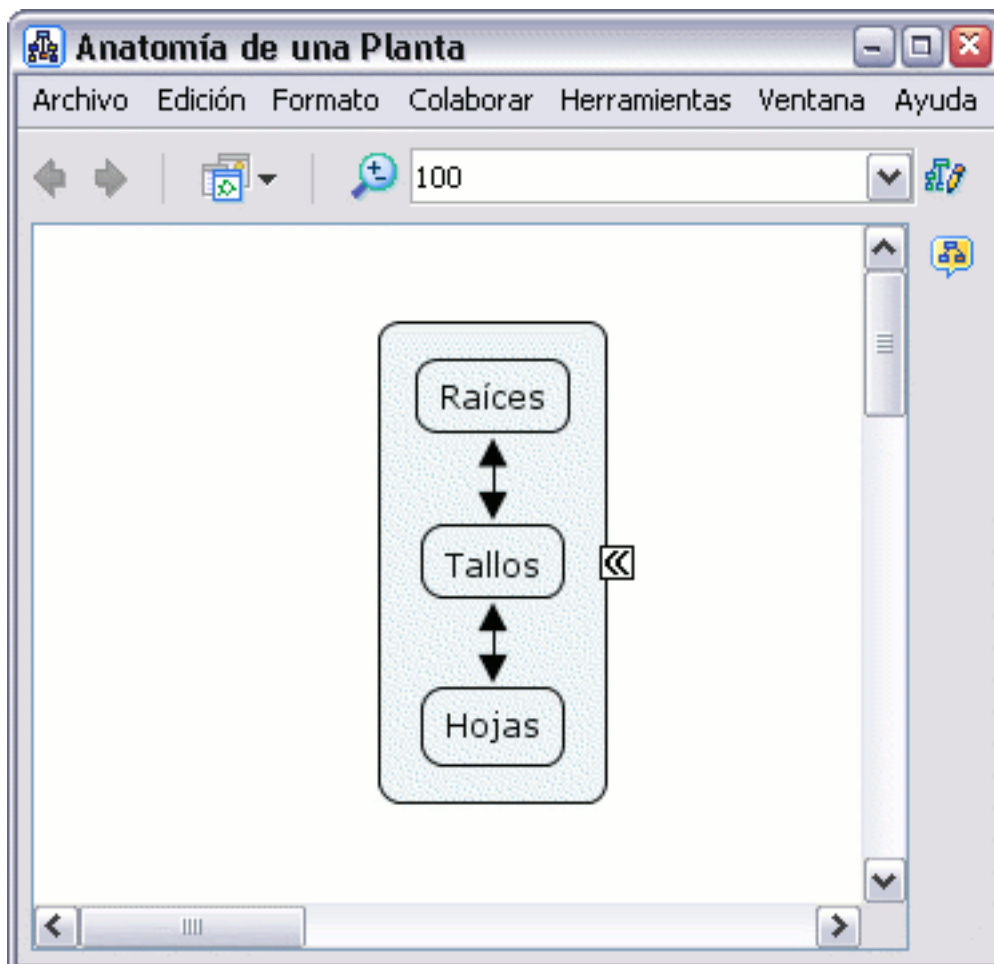 Anatomía de una Planta
Archivo Edición Formato Colaborar Herramientas Ventana Ayuda
100
Raíces
Tallos
Hojas